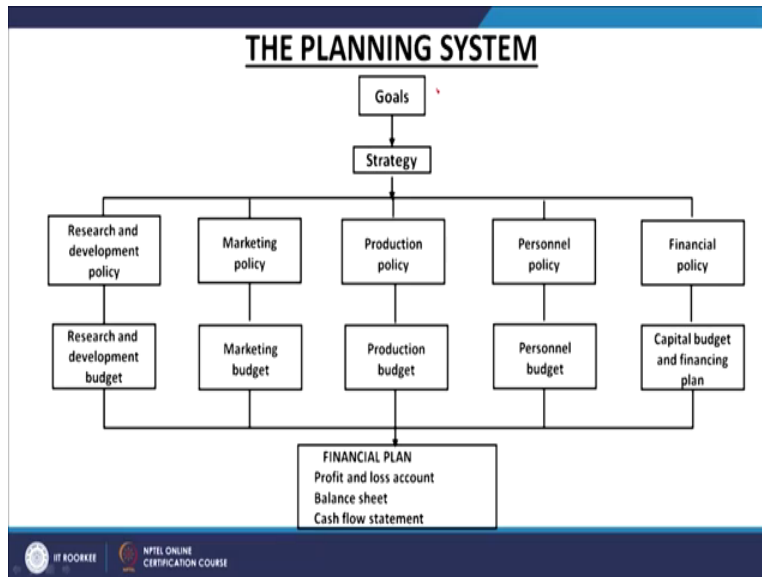 THE PLANNING SYSTEM
Goals
Strategy
Research and
development
policy
Marketing
policy
Production
policy
Personnel
policy
Financial
policy
Research and
development
budget
Marketing
budget
Production
budget
Personnel
budget
Capital budget
and financing
plan
FINANCIAL PLAN
Profit and loss account
Balance sheet
Cash flow statement
IIT ROORKEE
NPTEL ONLINE
CERTIFICATION COURSE